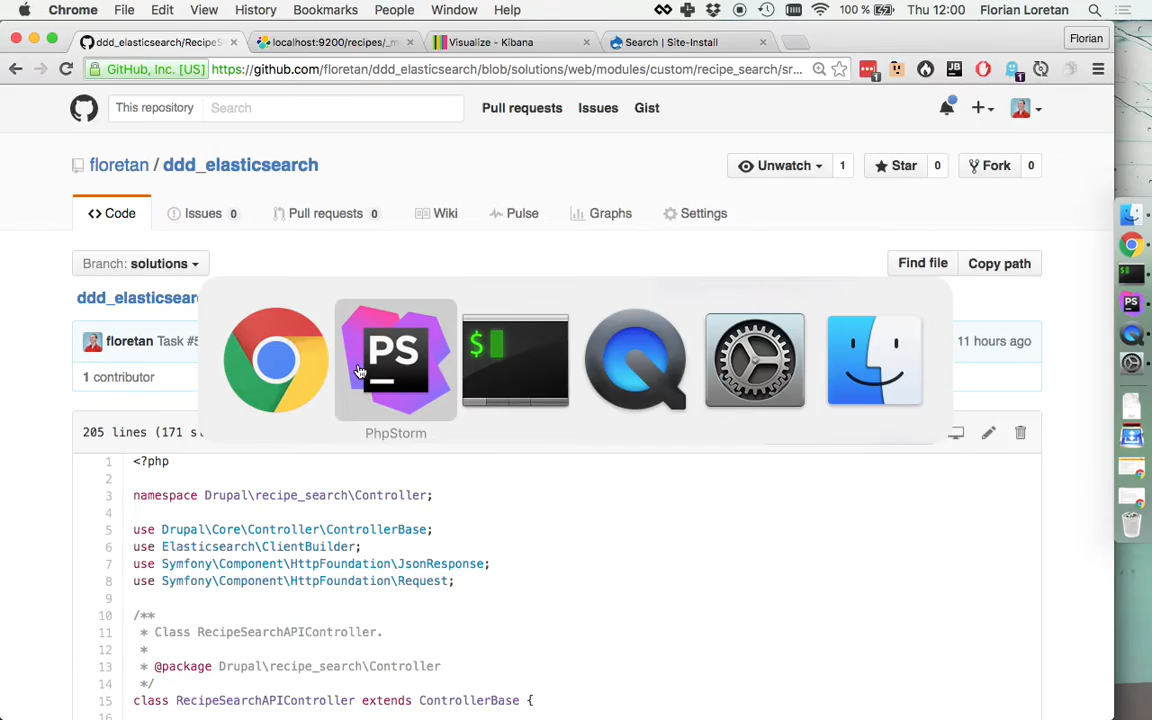 Chrome File Edit View History Bookmarks People Window Help 100 % Thu 12:00 Florian Loretan
ddd_elasticsearch/RecipeS × localhost:9200/recipes/_m × Visualize - Kibana × Search | Site-Install × Florian
GitHub, Inc. [US] https://github.com/floretan/ddd_elasticsearch/blob/solutions/web/modules/custom/recipe_search/sr...
This repository Search Pull requests Issues Gist
floretan / ddd_elasticsearch Unwatch 1 Star 0 Fork 0
Code Issues 0 Pull requests 0 Wiki Pulse Graphs Settings
Branch: solutions Find file Copy path
ddd_elasticsear
floretan Task #5 11 hours ago
1 contributor
PhpStorm
205 lines (171 s
1 <?php
2
3 namespace Drupal\recipe_search\Controller;
4
5 use Drupal\Core\Controller\ControllerBase;
6 use Elasticsearch\ClientBuilder;
7 use Symfony\Component\HttpFoundation\JsonResponse;
8 use Symfony\Component\HttpFoundation\Request;
9
10 /**
11 * Class RecipeSearchAPIController.
12 *
13 * @package Drupal\recipe_search\Controller
14 */
15 class RecipeSearchAPIController extends ControllerBase {
16